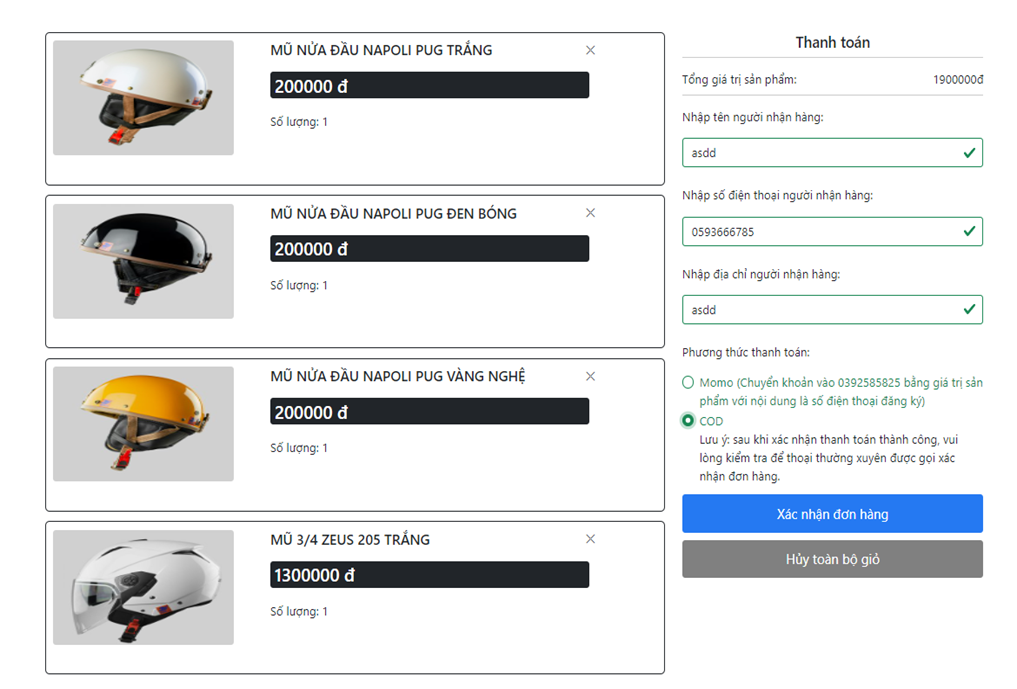 MŨ NỬA ĐẦU NAPOLI PUG TRẮNG
200000 đ
Số lượng: 1
MŨ NỬA ĐẦU NAPOLI PUG ĐEN BÓNG
200000 đ
Số lượng: 1
MŨ NỬA ĐẦU NAPOLI PUG VÀNG NGHỆ
200000 đ
Số lượng: 1
MŨ 3/4 ZEUS 205 TRẮNG
1300000 đ
Số lượng: 1
Thanh toán
Tổng giá trị sản phẩm: 1900000đ
Nhập tên người nhận hàng:
asdd
Nhập số điện thoại người nhận hàng:
0593666785
Nhập địa chỉ người nhận hàng:
asdd
Phương thức thanh toán:
Momo (Chuyển khoản vào 0392585825 bằng giá trị sản
phẩm với nội dung là số điện thoại đăng ký)
COD
Lưu ý: sau khi xác nhận thanh toán thành công, vui
lòng kiểm tra để thoại thường xuyên được gọi xác
nhận đơn hàng.
Xác nhận đơn hàng
Hủy toàn bộ giỏ